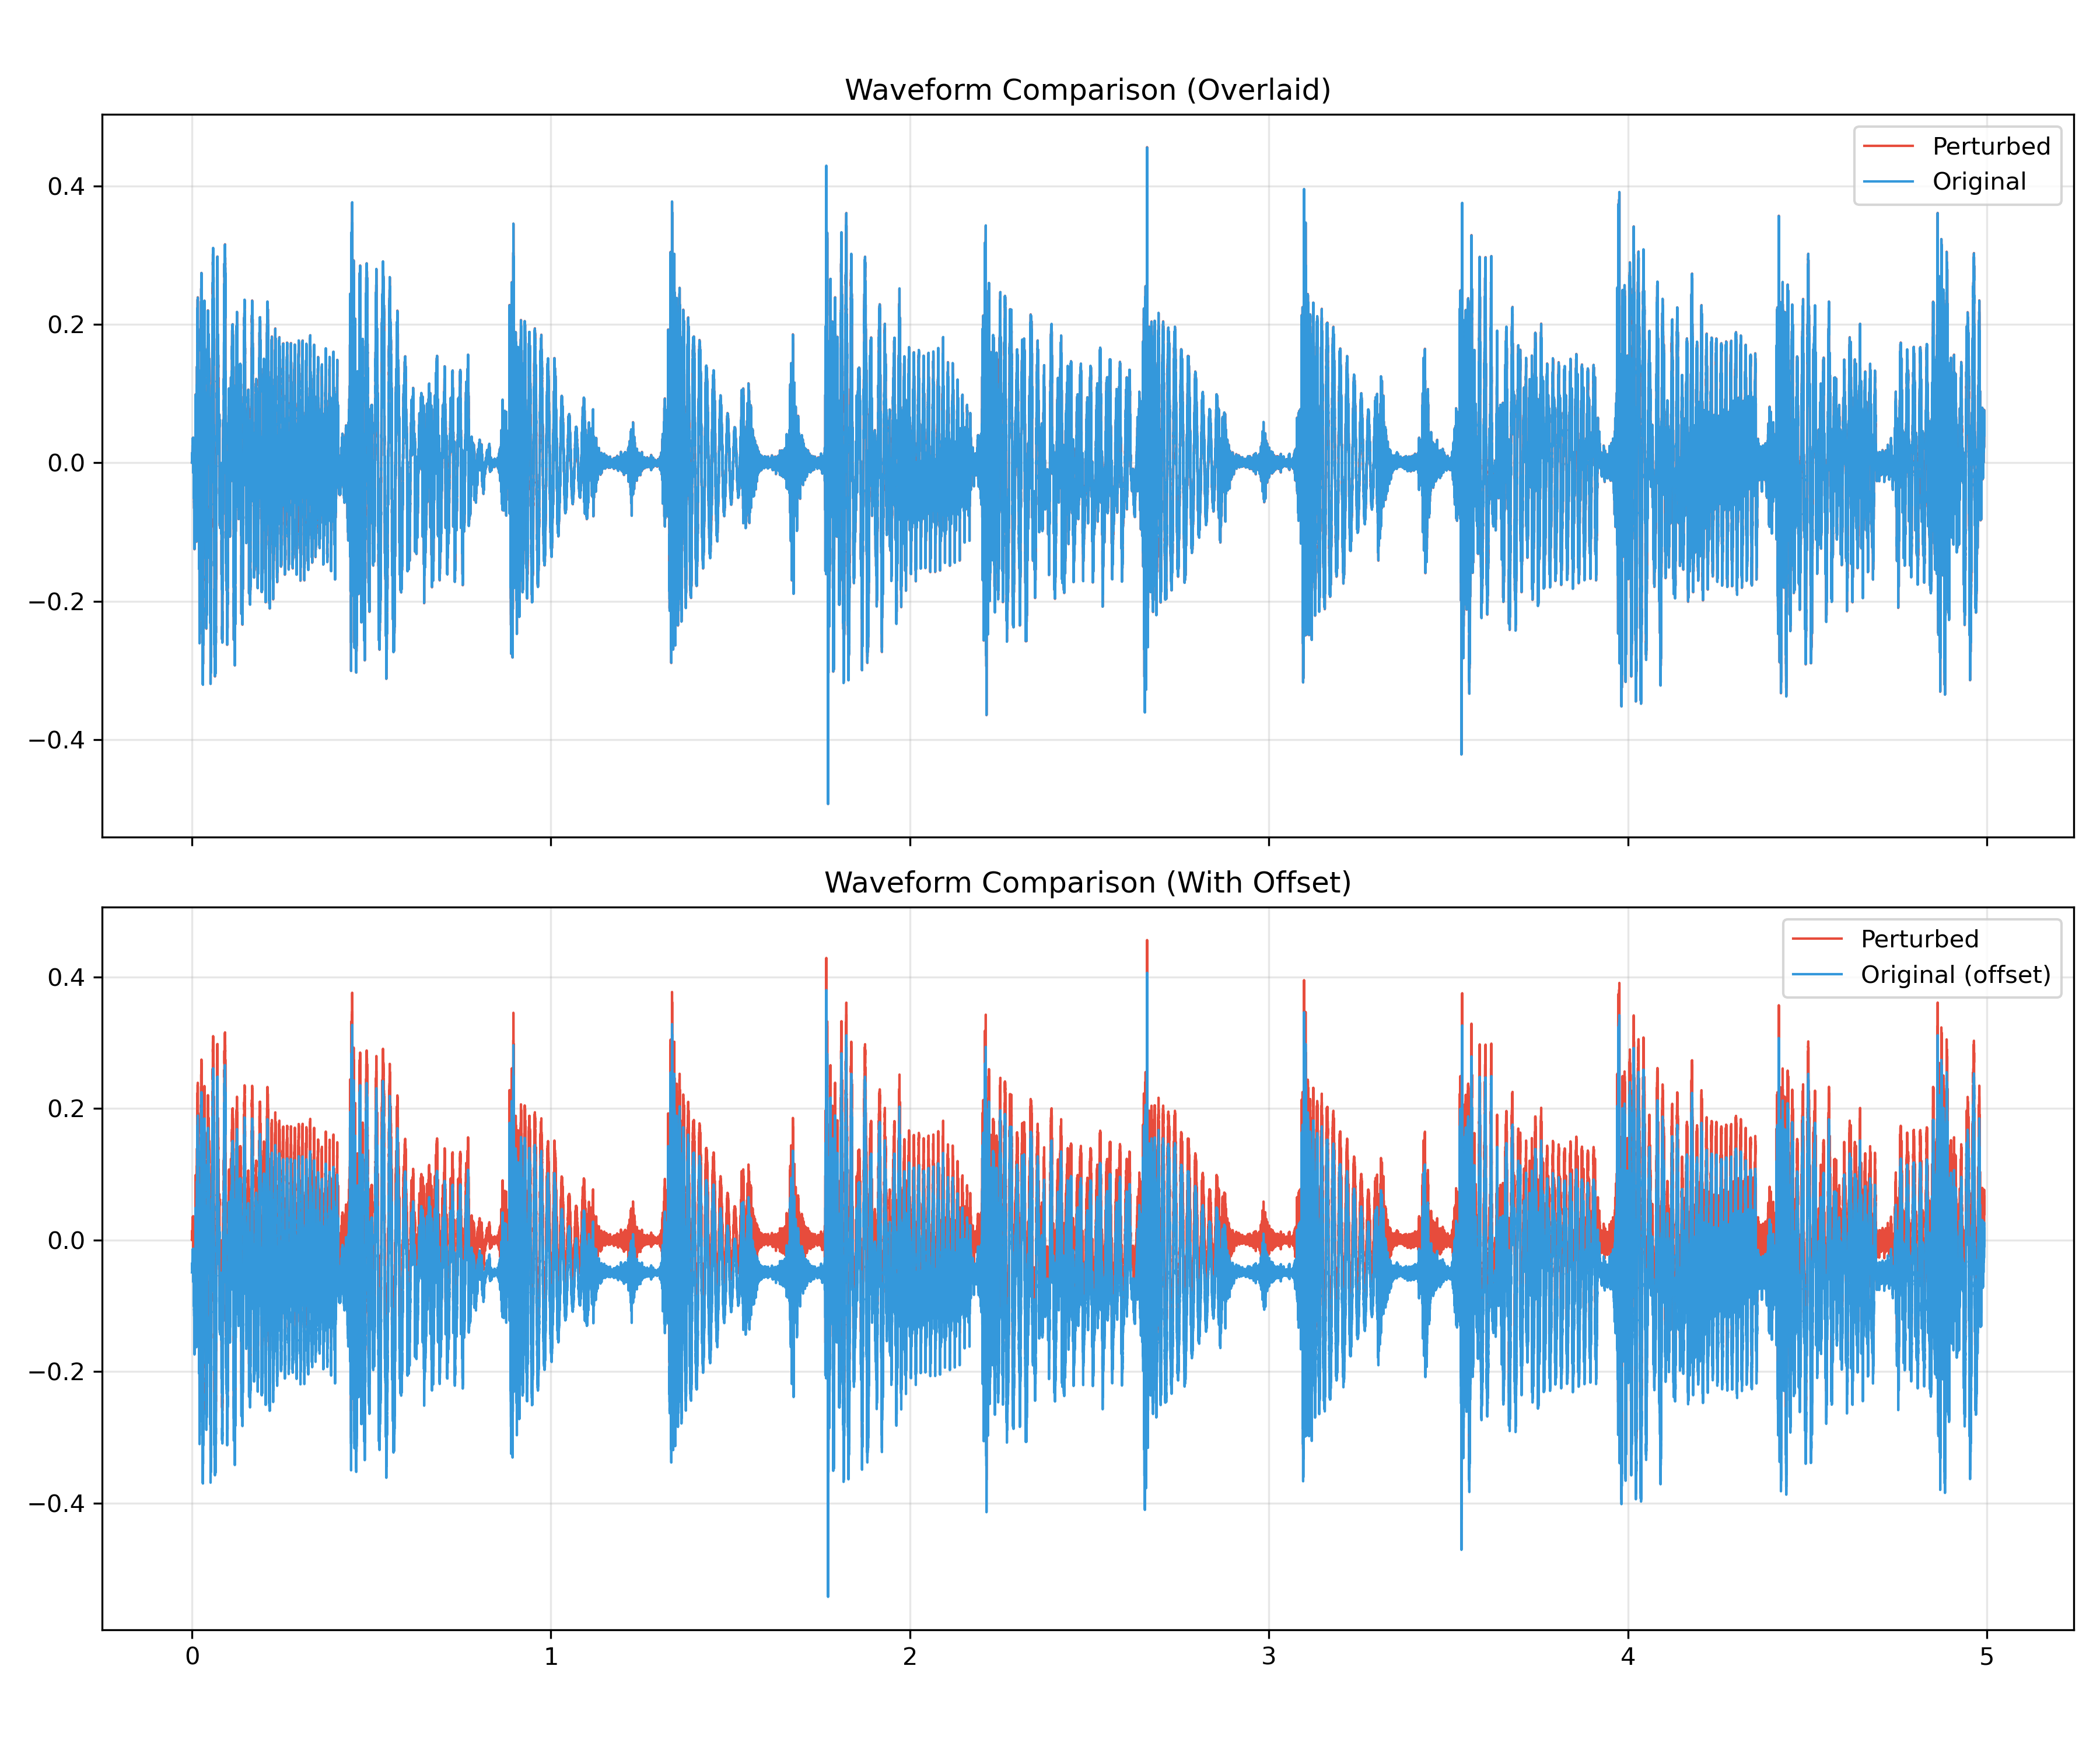 Waveform Comparison (Overlaid)
Perturbed
Original
0.4
0.2
0.0
−0.2
−0.4
Waveform Comparison (With Offset)
Perturbed
Original (offset)
0.4
0.2
0.0
−0.2
−0.4
0 1 2 3 4 5